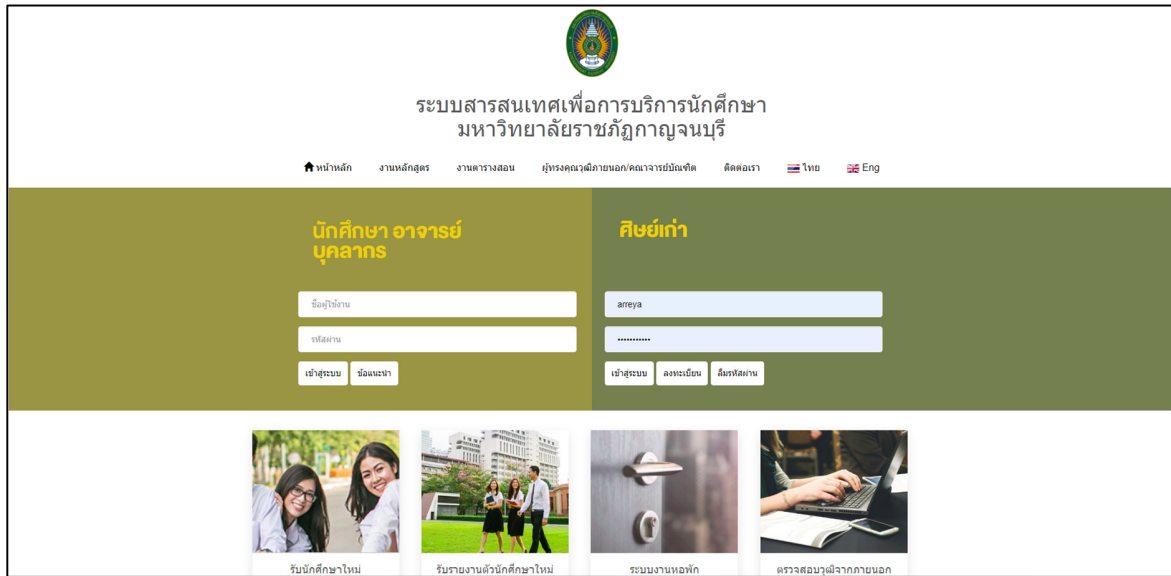 ระบบสารสนเทศเพื่อการบริการนักศึกษา
มหาวิทยาลัยราชภัฏกาญจนบุรี
หน้าหลัก งานหลักสูตร งานตารางสอน ผู้ทรงคุณวุฒิภายนอก/คณาจารย์บัณฑิต ติดต่อเรา ไทย Eng
นักศึกษา อาจารย์
บุคลากร
ชื่อผู้ใช้งาน
รหัสผ่าน
เข้าสู่ระบบ ข้อแนะนำ
ศิษย์เก่า
arreya
•••••••••••
เข้าสู่ระบบ ลงทะเบียน ลืมรหัสผ่าน
รับนักศึกษาใหม่ รับรายงานตัวนักศึกษาใหม่ ระบบงานหอพัก ตรวจสอบวุฒิจากภายนอก